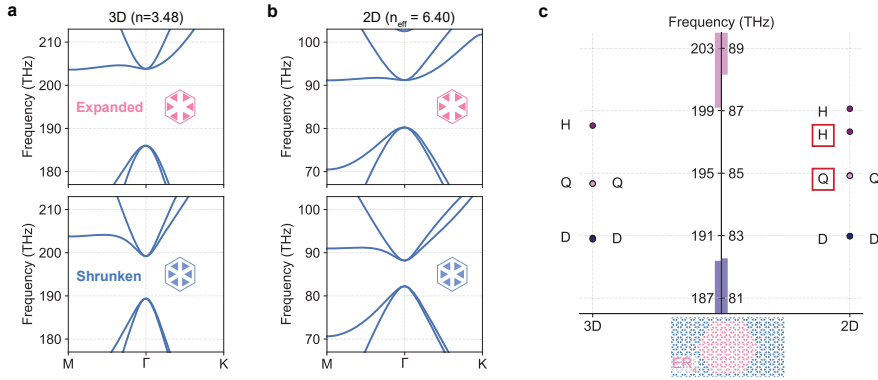 a
3D (n=3.48)
Frequency (THz)
210
200
190
180
Expanded
Frequency (THz)
210
200
190
180
Shrunken
M
Γ
K
b
2D (neff = 6.40)
Frequency (THz)
100
90
80
70
Frequency (THz)
100
90
80
70
M
Γ
K
c
Frequency (THz)
203 89
199 87
195 85
191 83
187 81
H
H
H
Q Q
Q Q
D D
D D
3D
2D